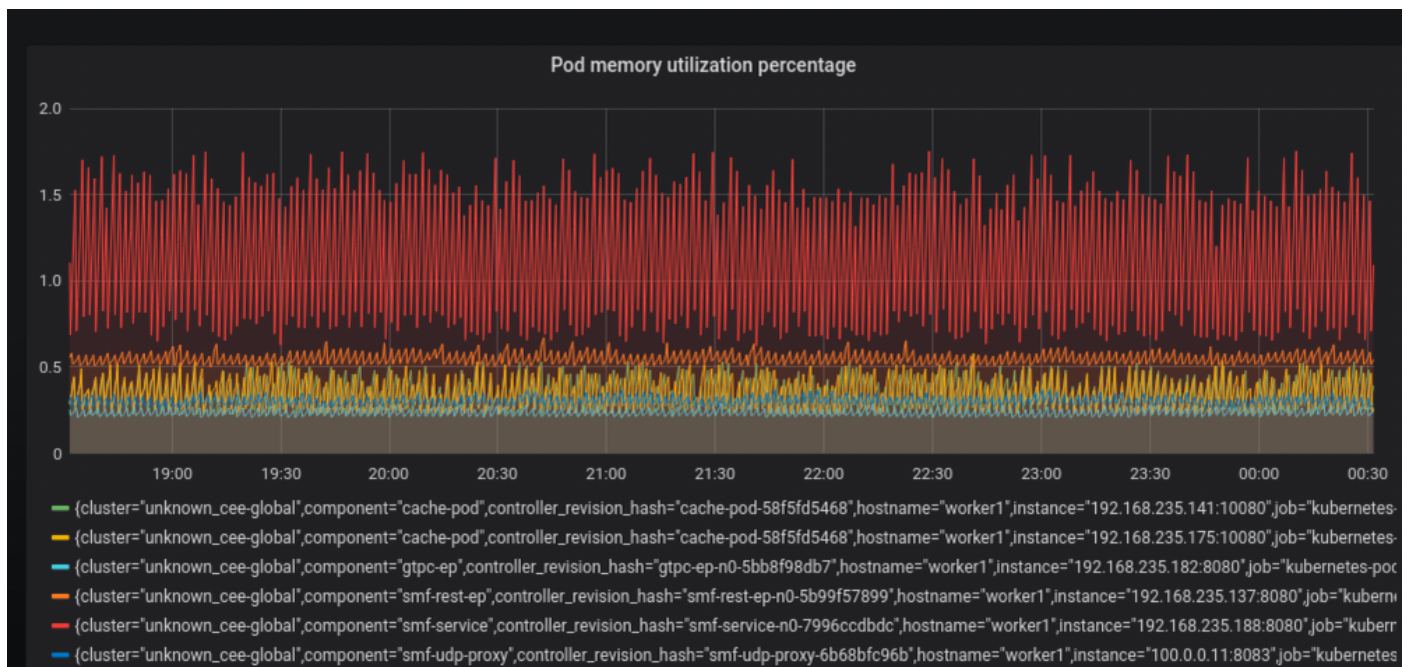 Pod memory utilization percentage
2.0
1.5
1.0
0.5
0
19:00 19:30 20:00 20:30 21:00 21:30 22:00 22:30 23:00 23:30 00:00 00:30
{cluster="unknown_cee-global",component="cache-pod",controller_revision_hash="cache-pod-58f5fd5468",hostname="worker1",instance="192.168.235.141:10080",job="kubernetes-
{cluster="unknown_cee-global",component="cache-pod",controller_revision_hash="cache-pod-58f5fd5468",hostname="worker1",instance="192.168.235.175:10080",job="kubernetes-
{cluster="unknown_cee-global",component="gtpc-ep",controller_revision_hash="gtpc-ep-n0-5bb8f98db7",hostname="worker1",instance="192.168.235.182:8080",job="kubernetes-poc
{cluster="unknown_cee-global",component="smf-rest-ep",controller_revision_hash="smf-rest-ep-n0-5b99f57899",hostname="worker1",instance="192.168.235.137:8080",job="kubern
{cluster="unknown_cee-global",component="smf-service",controller_revision_hash="smf-service-n0-7996ccdbdc",hostname="worker1",instance="192.168.235.188:8080",job="kubern
{cluster="unknown_cee-global",component="smf-udp-proxy",controller_revision_hash="smf-udp-proxy-6b68bfc96b",hostname="worker1",instance="100.0.0.11:8083",job="kubernetes